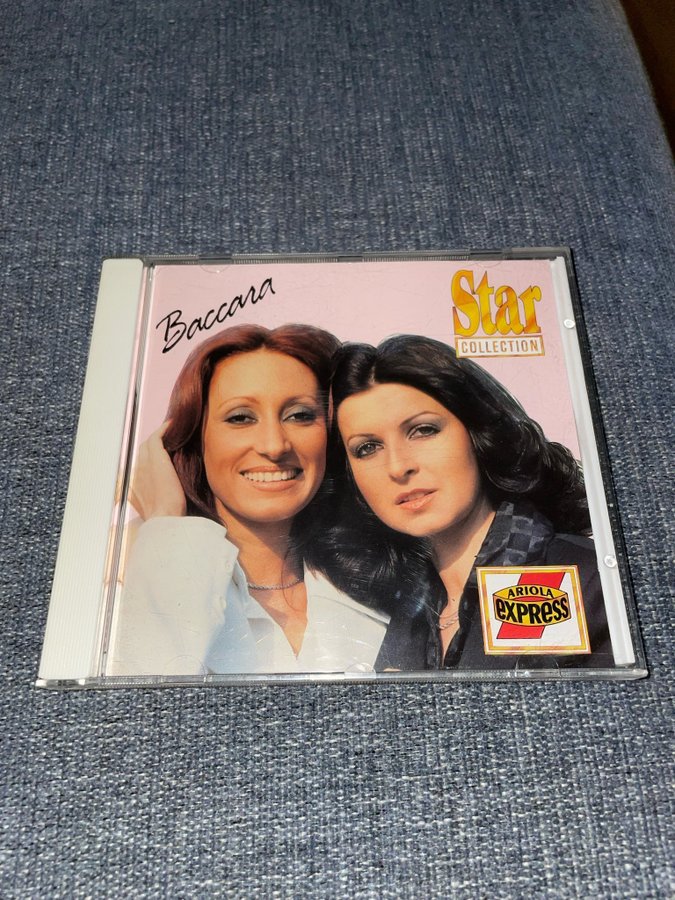 Baccara
Star
COLLECTION
ARIOLA
EXPRESS